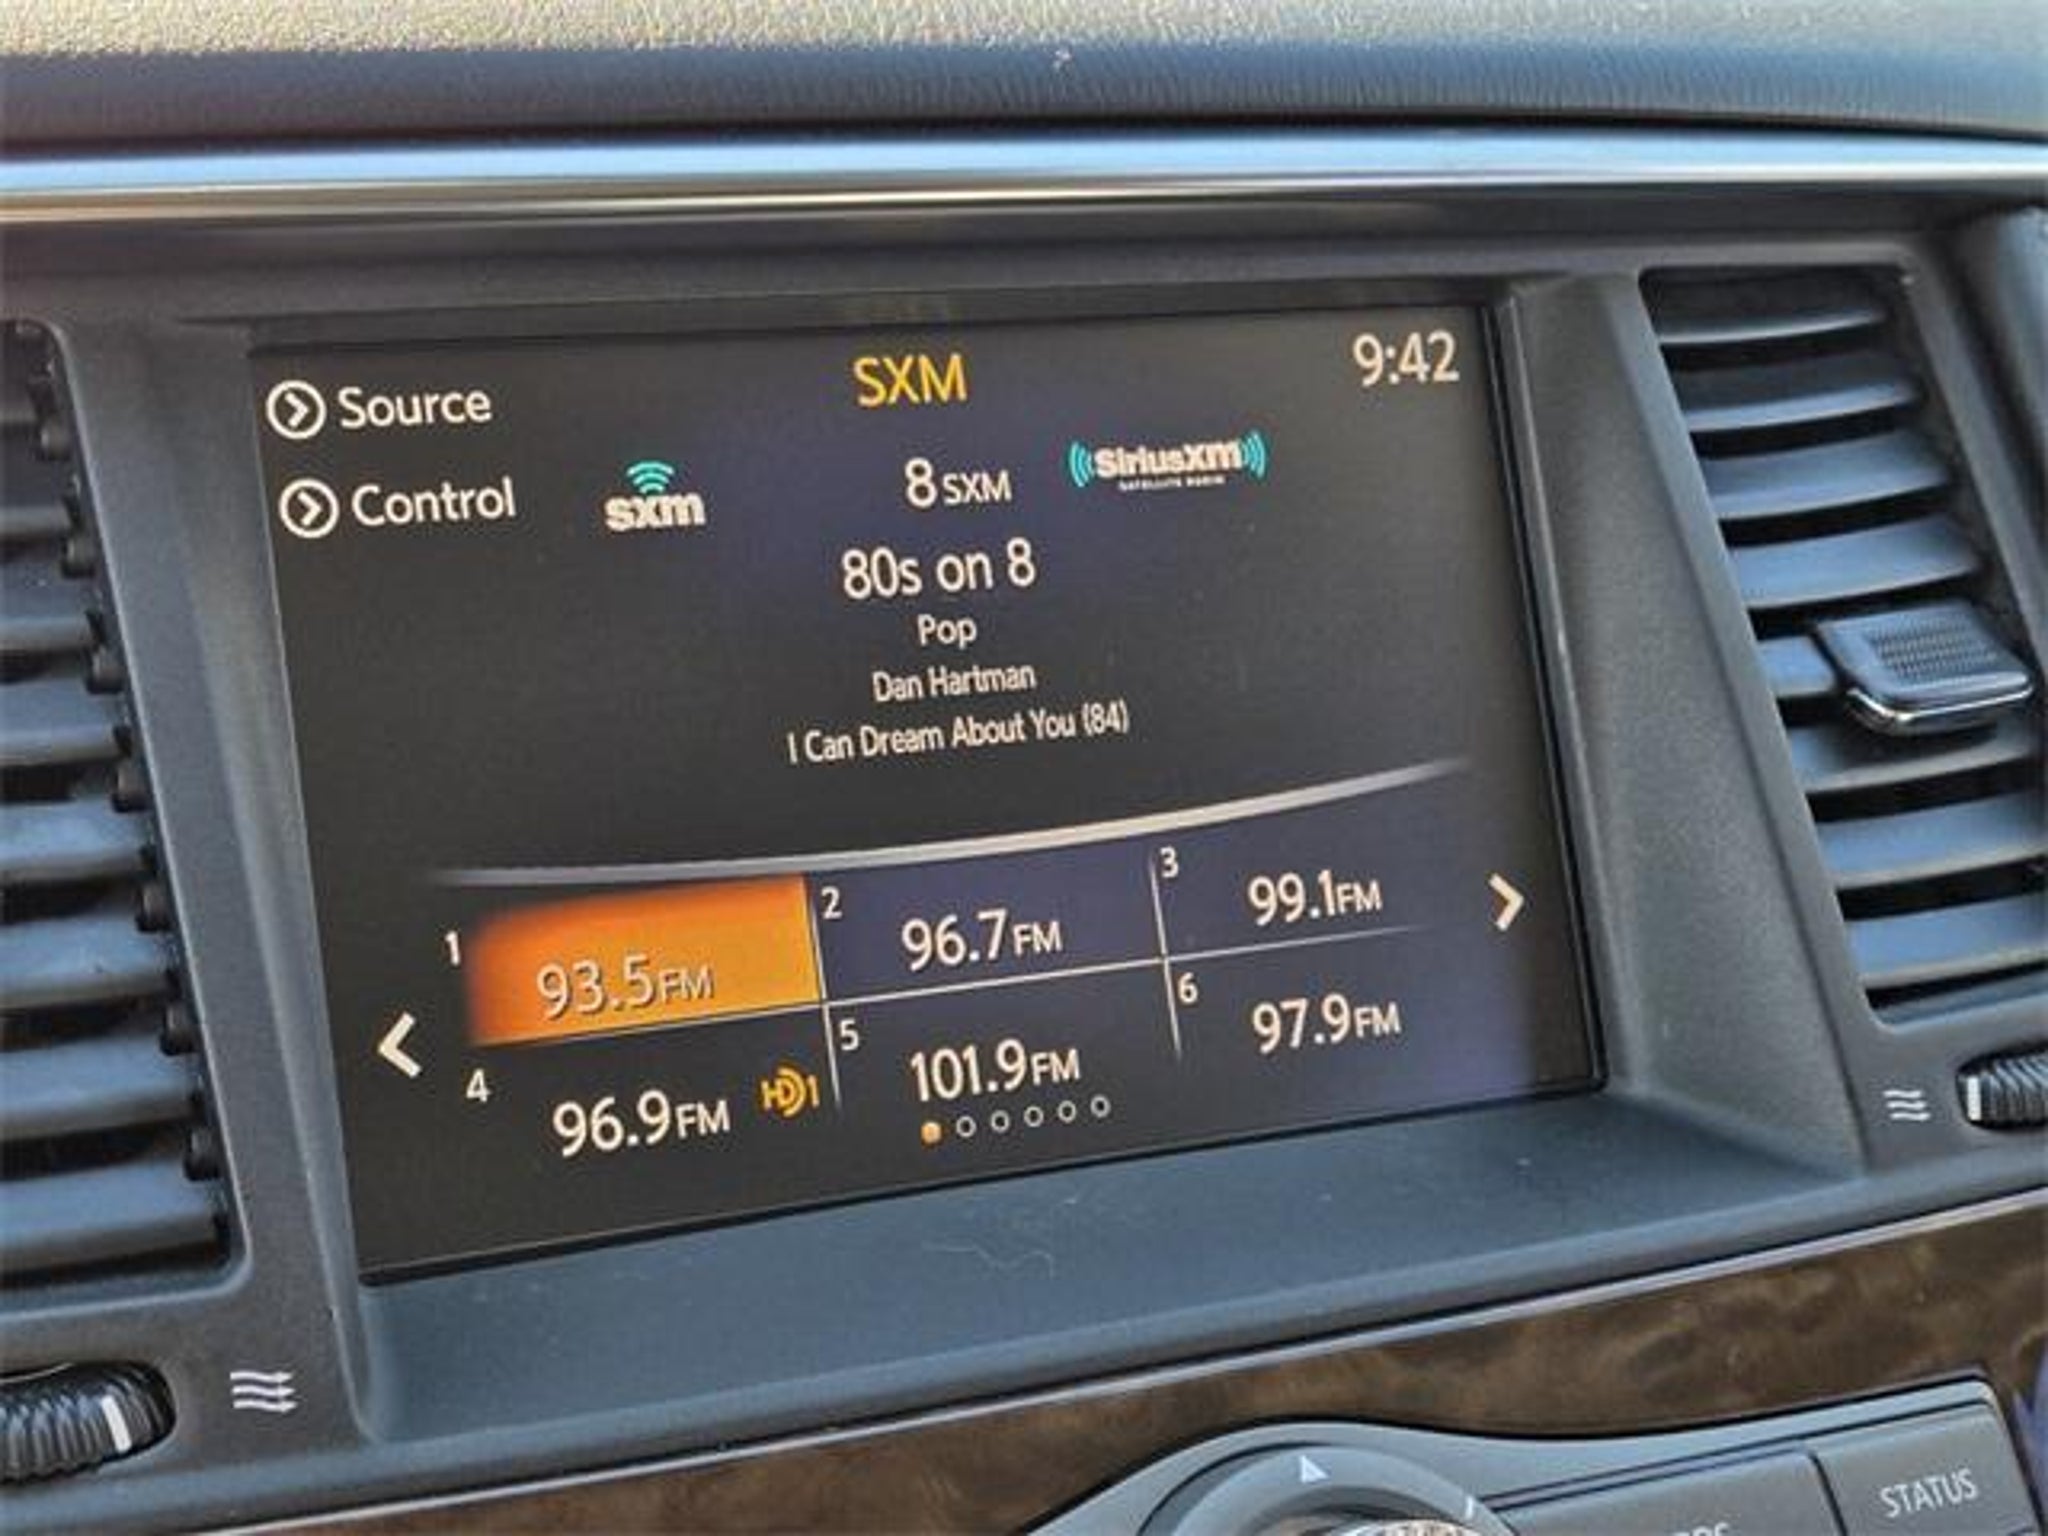 SXM
9:42
Source
Control
sxm
8 SXM
SiriusXM
SATELLITE RADIO
80s on 8
Pop
Dan Hartman
I Can Dream About You (84)
1
93.5FM
2
96.7FM
3
99.1FM
4
96.9FM
HD1
5
101.9FM
6
97.9FM
STATUS